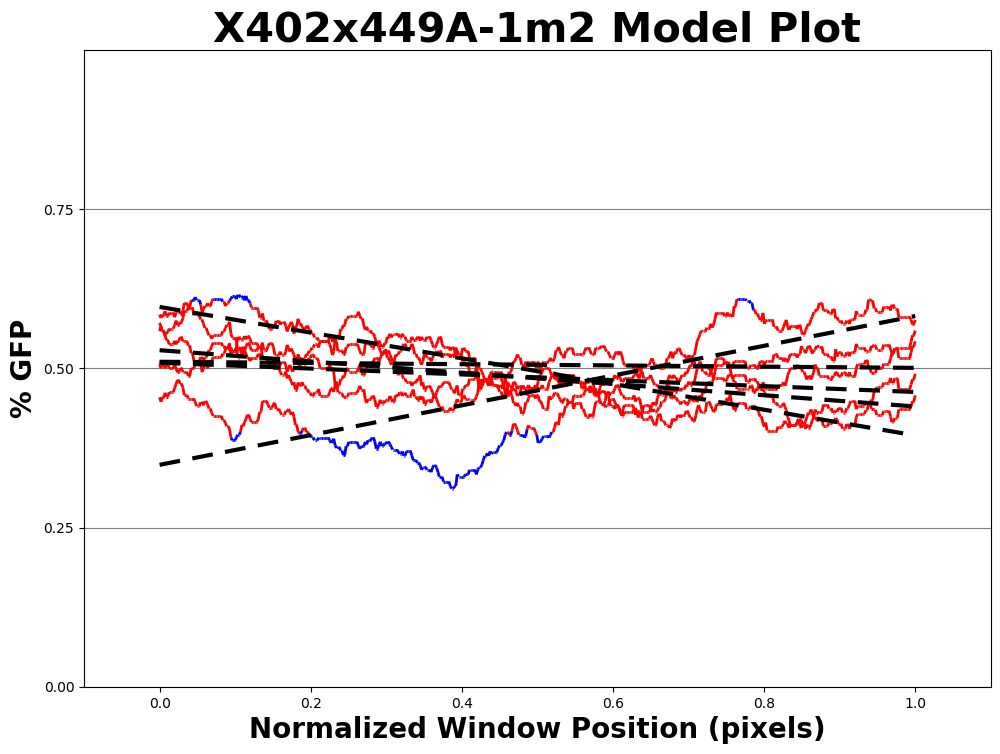 X402x449A-1m2 Model Plot
% GFP
0.75
0.50
0.25
0.00
0.0 0.2 0.4 0.6 0.8 1.0
Normalized Window Position (pixels)